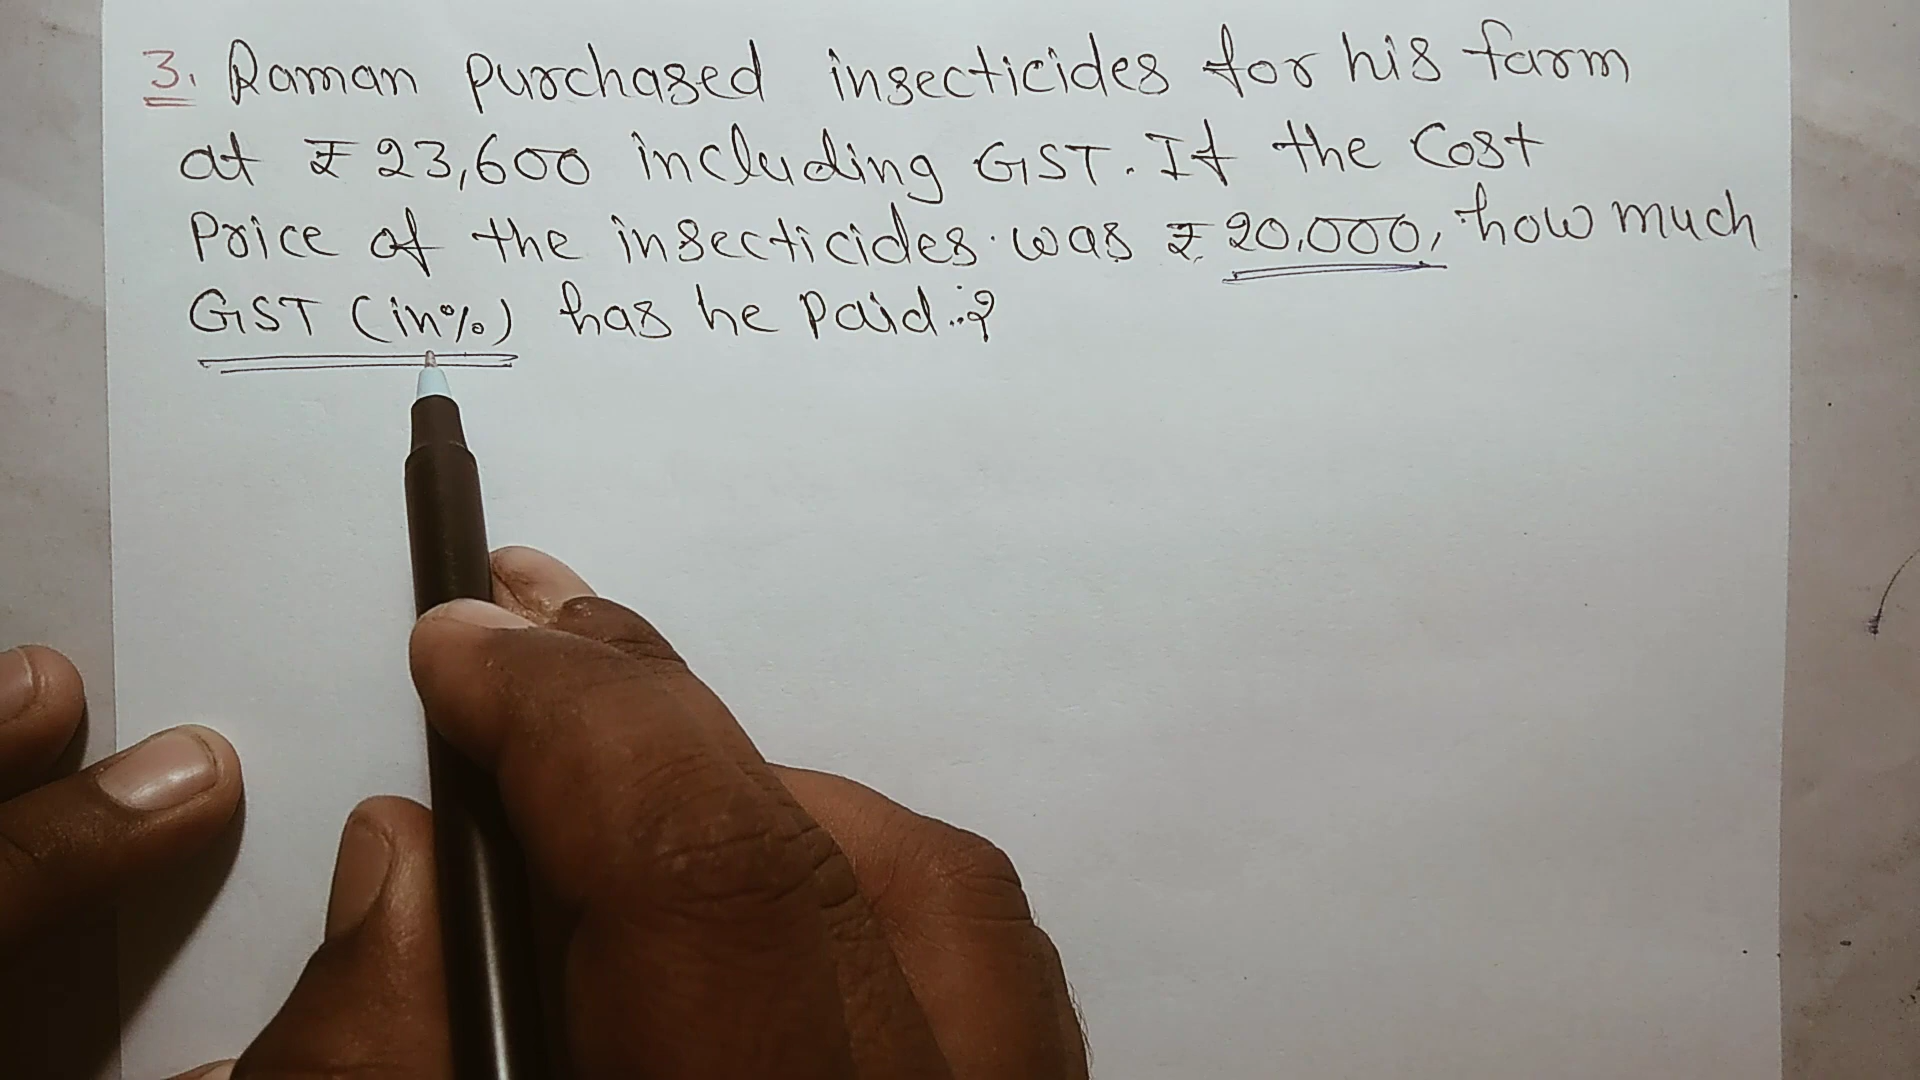 3. Raman purchased insecticides for his farm
at ₹ 23,600 including GST. If the Cost
Price of the insecticides was ₹ 20,000, how much
GST (in%) has he paid..?